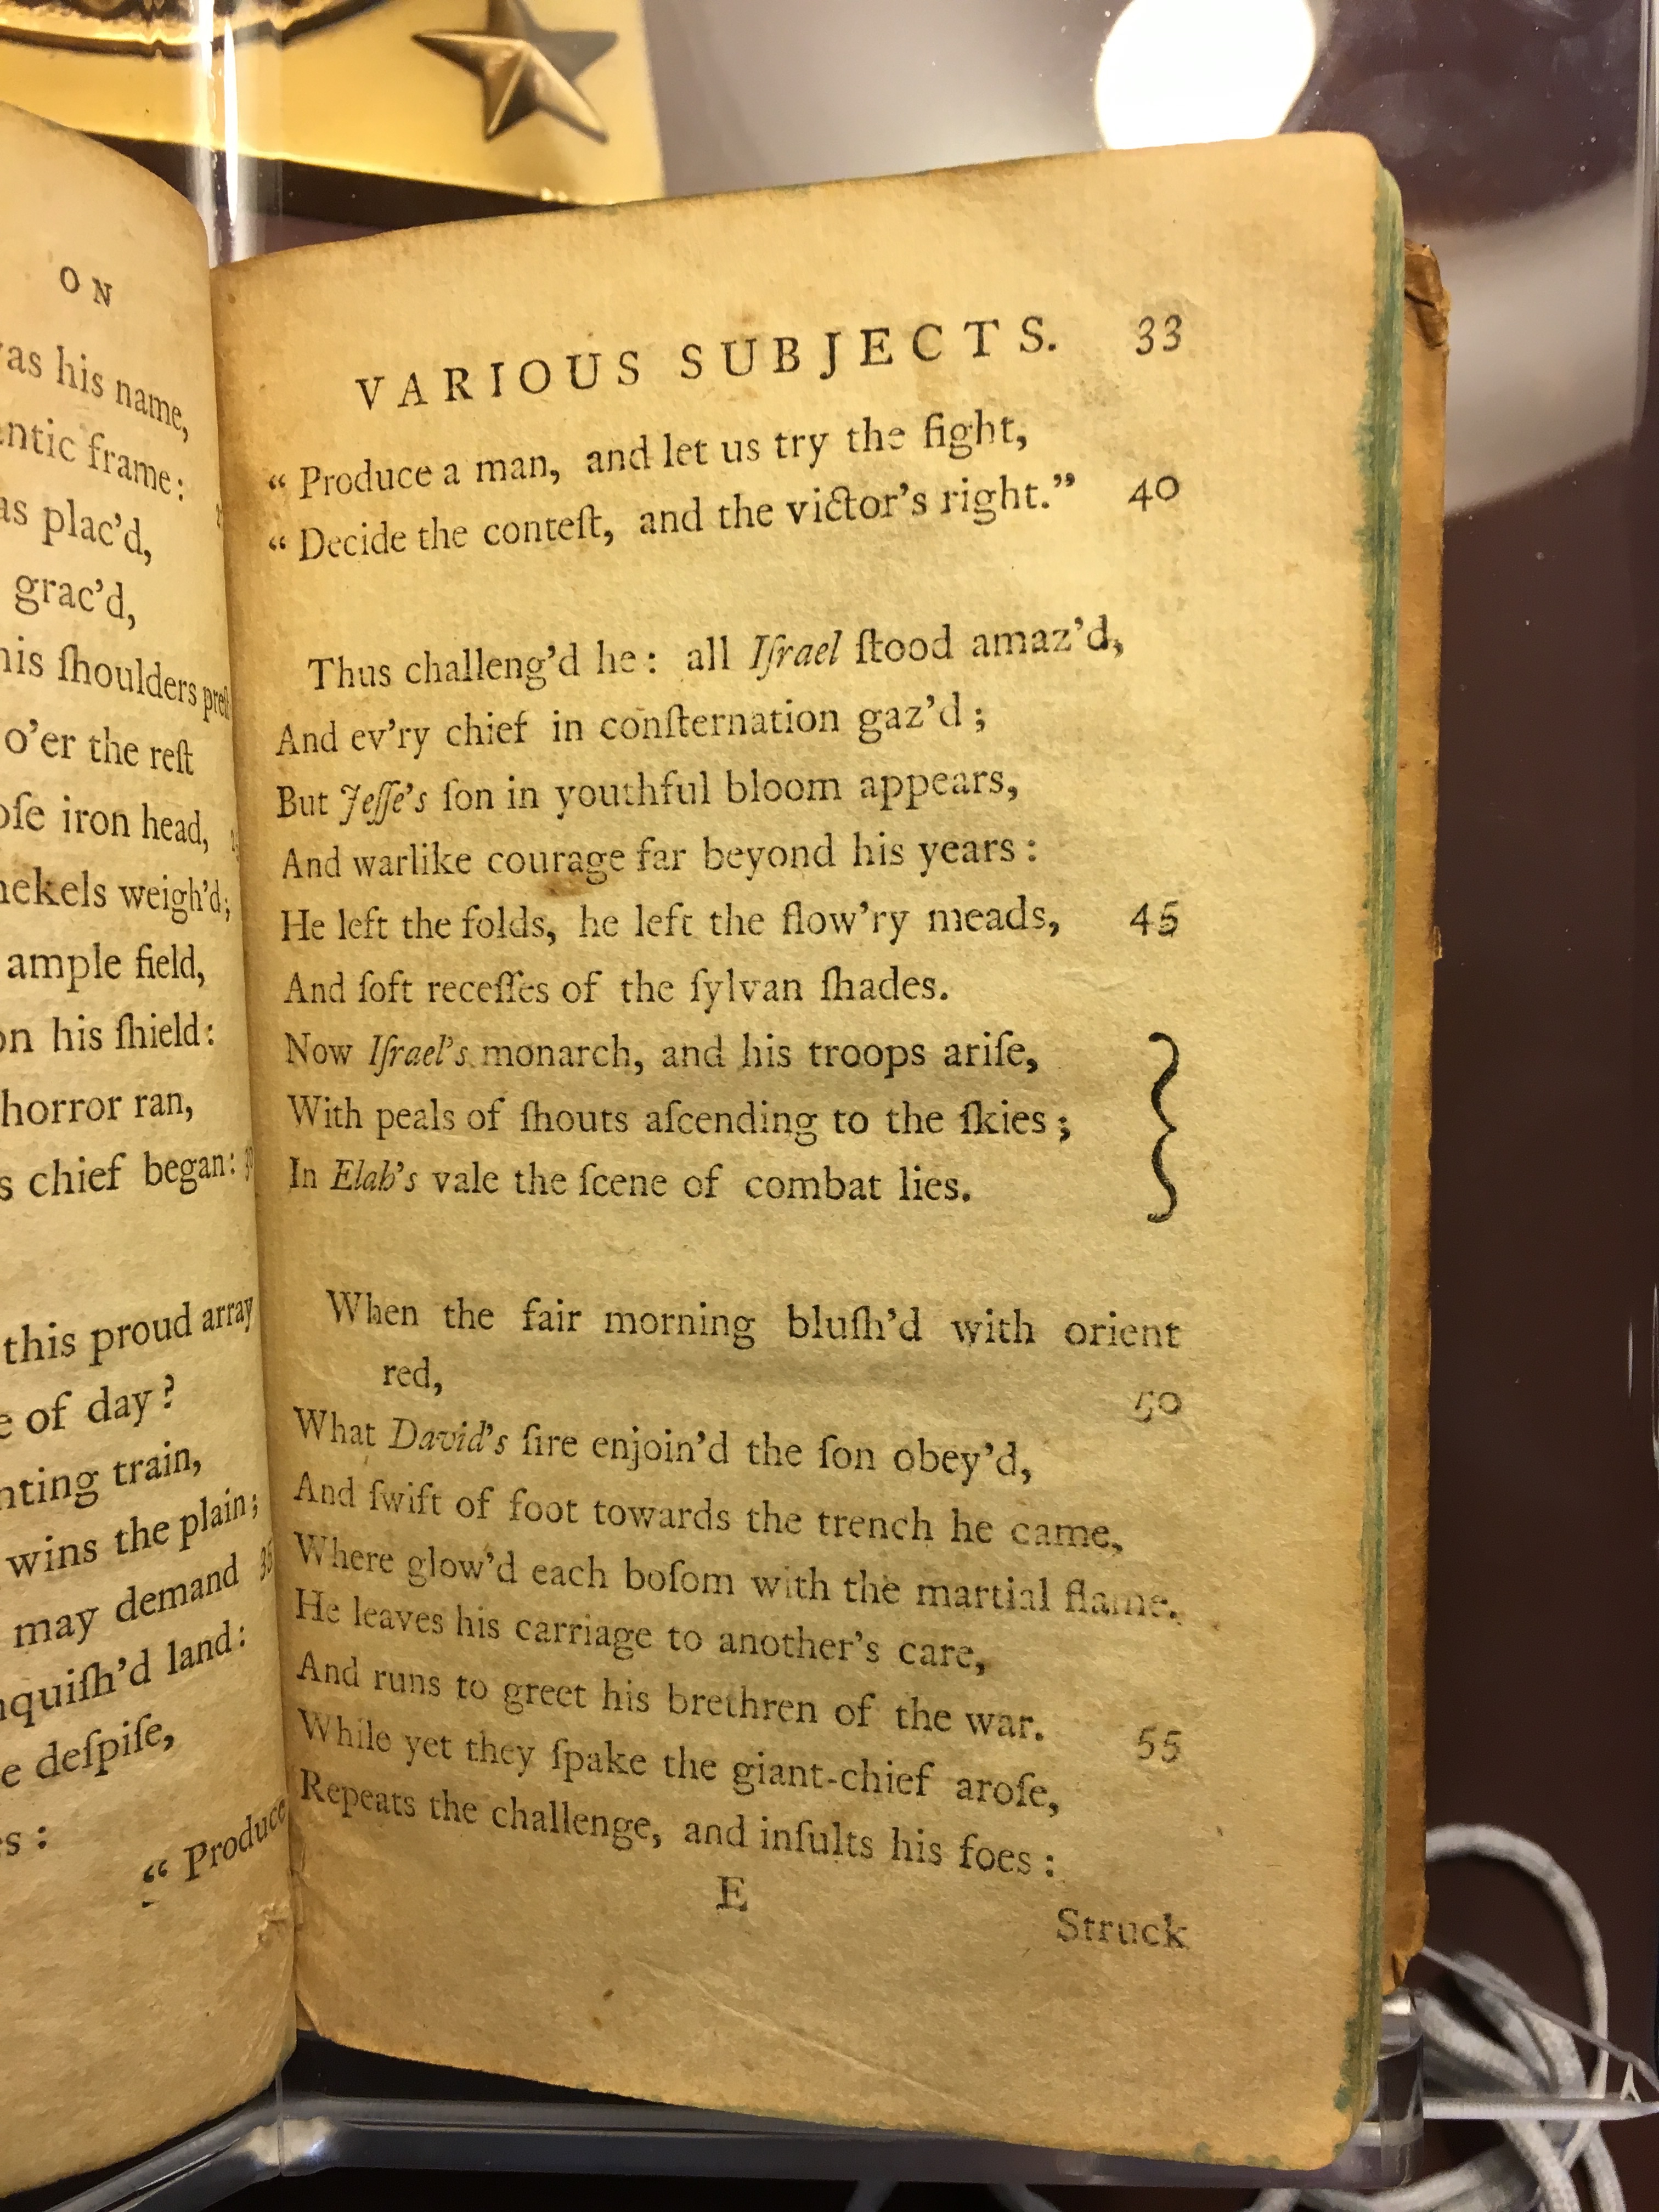 O N
as his name,
ntic frame:
as plac'd,
grac'd,
his ſhoulders preſt
o'er the reſt
oſe iron head,
hekels weigh'd;
ample field,
on his ſhield:
horror ran,
s chief began:
this proud array
e of day?
nting train,
wins the plain;
may demand 35
nquiſh'd land:
e deſpiſe,
s:
“ Produce
VARIOUS SUBJECTS. 33
“ Produce a man, and let us try the fight,
“ Decide the conteſt, and the victor's right.” 40
Thus challeng'd he: all Iſrael ſtood amaz'd,
And ev'ry chief in conſternation gaz'd;
But Jeſſe's ſon in youthful bloom appears,
And warlike courage far beyond his years:
He left the folds, he left the flow'ry meads, 45
And ſoft receſſes of the ſylvan ſhades.
Now Iſrael's monarch, and his troops ariſe,
With peals of ſhouts aſcending to the ſkies;
In Elah's vale the ſcene of combat lies.
When the fair morning bluſh'd with orient
red, 50
What David's ſire enjoin'd the ſon obey'd,
And ſwift of foot towards the trench he came,
Where glow'd each boſom with the martial flame.
He leaves his carriage to another's care,
And runs to greet his brethren of the war. 55
While yet they ſpake the giant-chief aroſe,
Repeats the challenge, and inſults his foes:
E
Struck